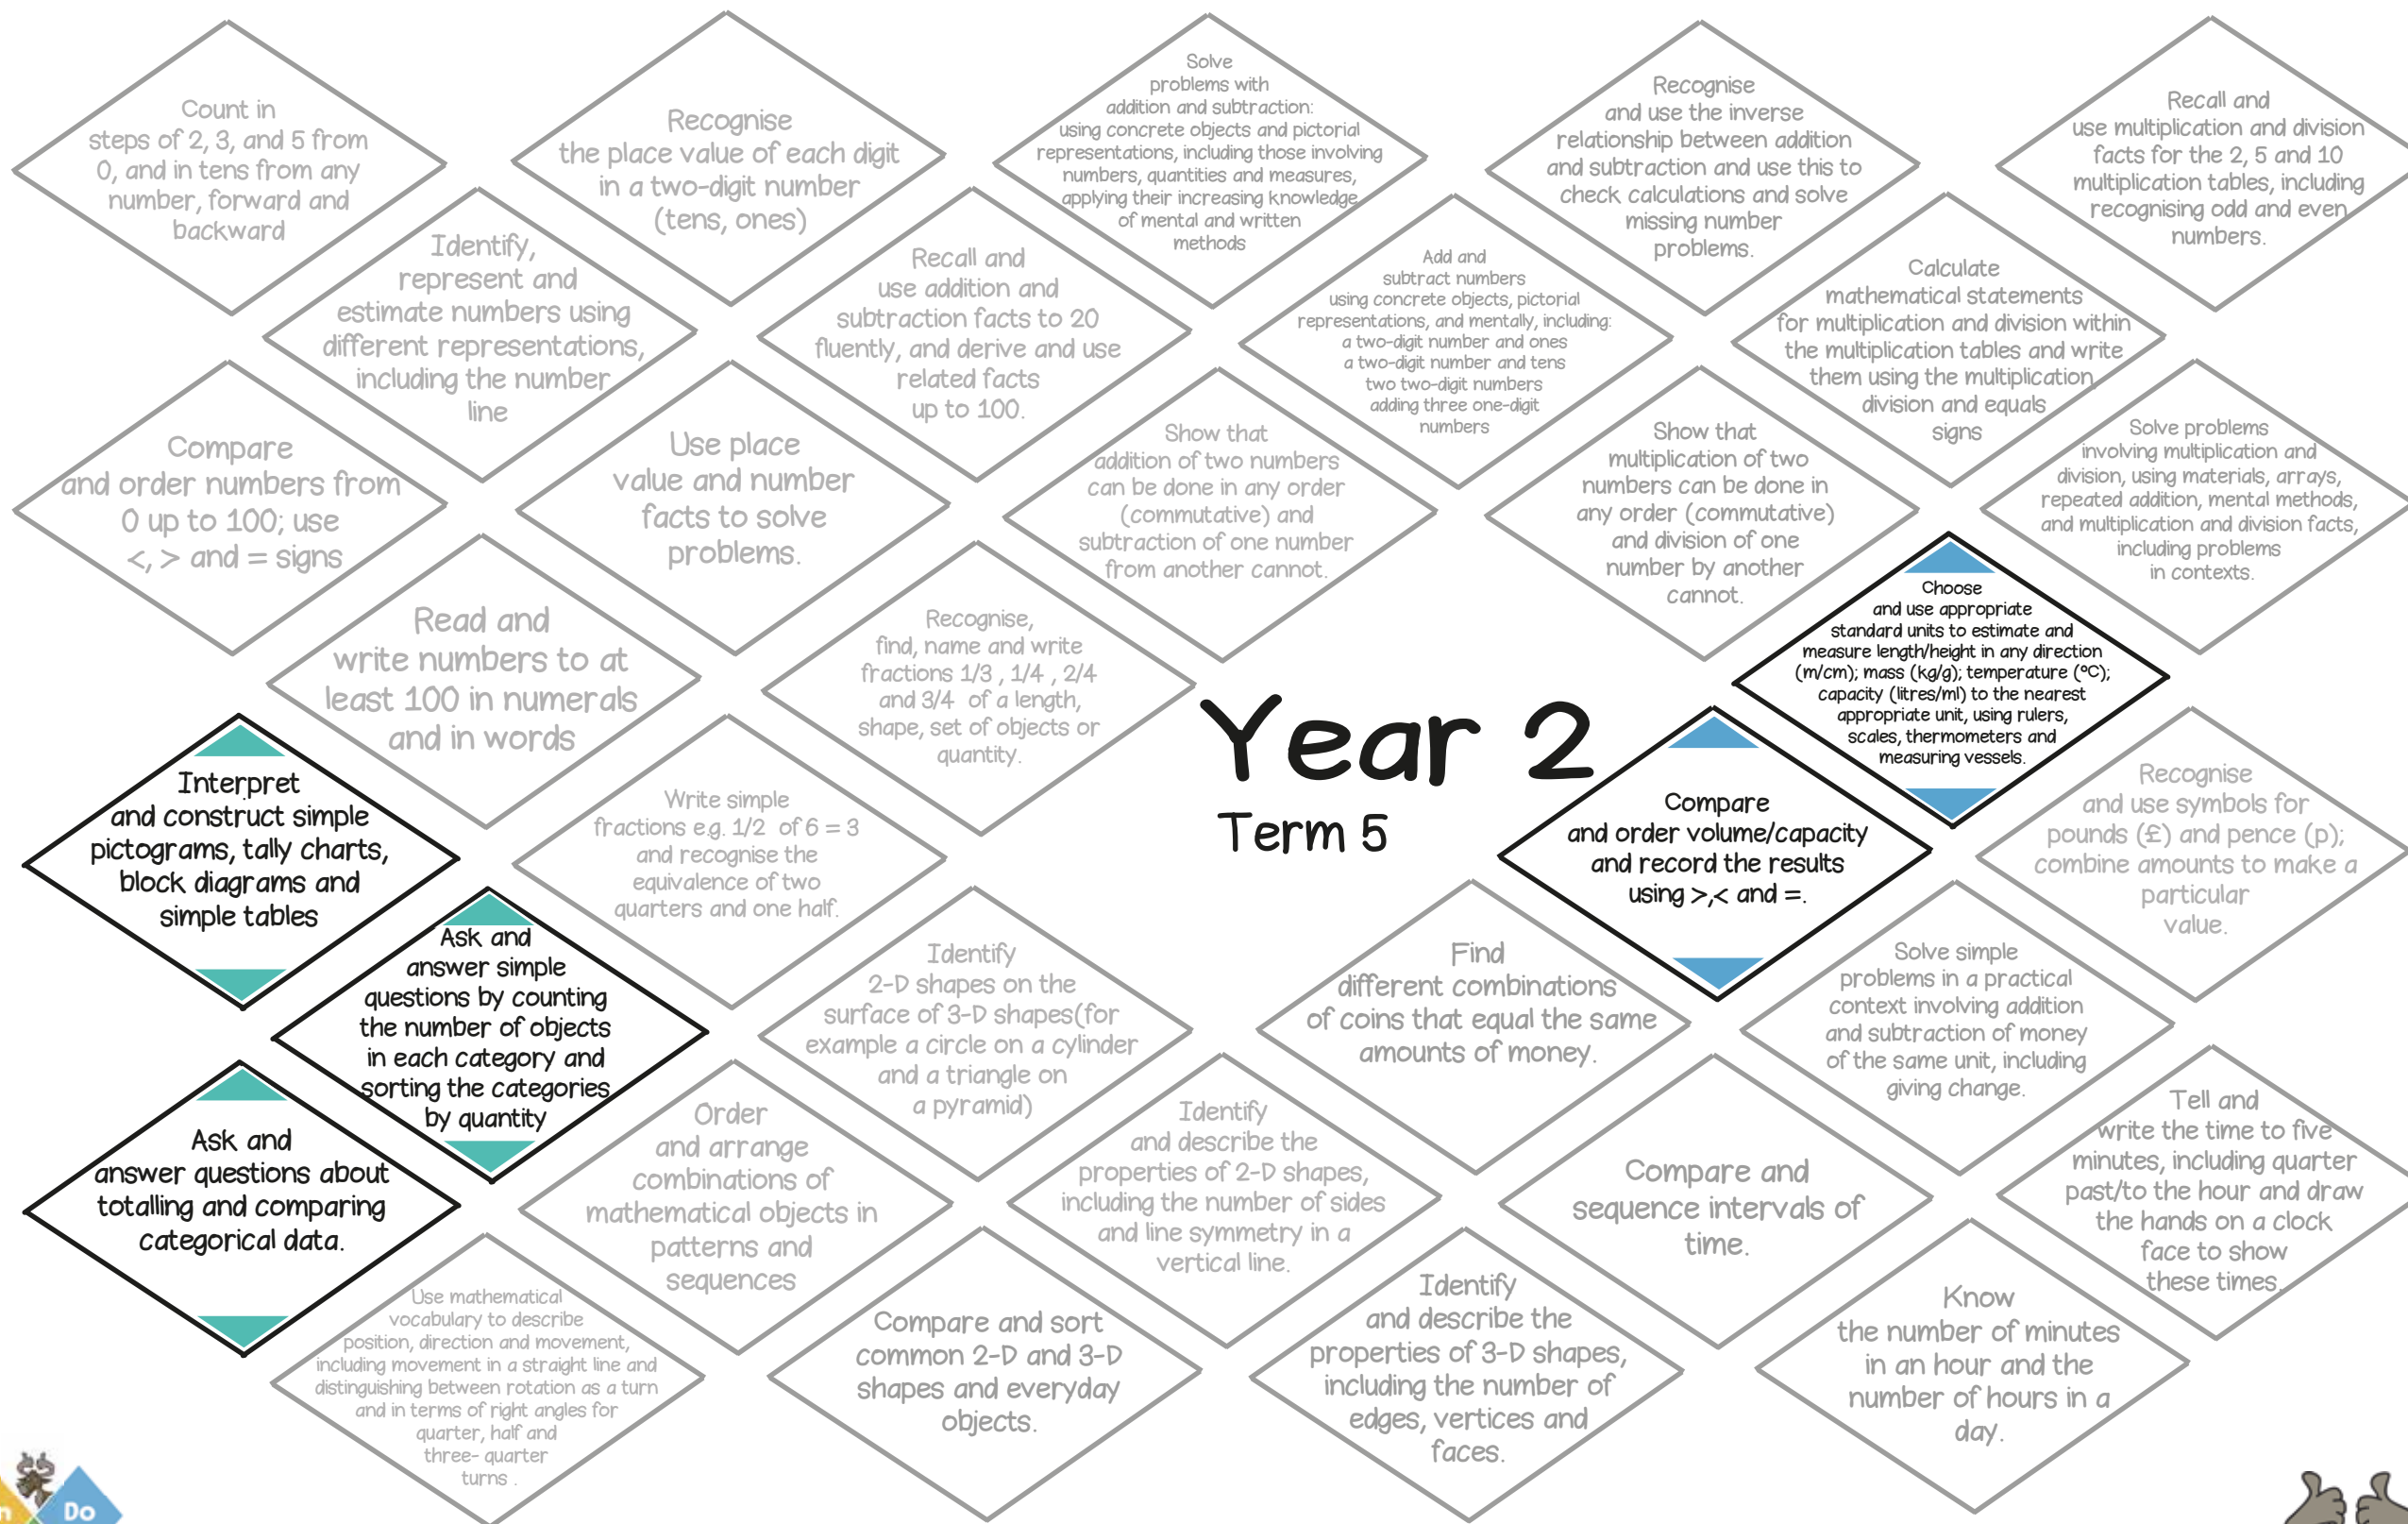 Count in
steps of 2, 3, and 5 from
0, and in tens from any
number, forward and
backward
Recognise
the place value of each digit
in a two-digit number
(tens, ones)
Solve
problems with
addition and subtraction:
using concrete objects and pictorial
representations, including those involving
numbers, quantities and measures,
applying their increasing knowledge
of mental and written
methods
Recognise
and use the inverse
relationship between addition
and subtraction and use this to
check calculations and solve
missing number
problems.
Recall and
use multiplication and division
facts for the 2, 5 and 10
multiplication tables, including
recognising odd and even
numbers.
Identify,
represent and
estimate numbers using
different representations,
including the number
line
Recall and
use addition and
subtraction facts to 20
fluently, and derive and use
related facts
up to 100.
Add and
subtract numbers
using concrete objects, pictorial
representations, and mentally, including:
a two-digit number and ones
a two-digit number and tens
two two-digit numbers
adding three one-digit
numbers
Calculate
mathematical statements
for multiplication and division within
the multiplication tables and write
them using the multiplication,
division and equals
signs
Compare
and order numbers from
0 up to 100; use
<, > and = signs
Use place
value and number
facts to solve
problems.
Show that
addition of two numbers
can be done in any order
(commutative) and
subtraction of one number
from another cannot.
Show that
multiplication of two
numbers can be done in
any order (commutative)
and division of one
number by another
cannot.
Solve problems
involving multiplication and
division, using materials, arrays,
repeated addition, mental methods,
and multiplication and division facts,
including problems
in contexts.
Read and
write numbers to at
least 100 in numerals
and in words
Recognise,
find, name and write
fractions 1/3 , 1/4 , 2/4
and 3/4 of a length,
shape, set of objects or
quantity.
Choose
and use appropriate
standard units to estimate and
measure length/height in any direction
(m/cm); mass (kg/g); temperature (°C);
capacity (litres/ml) to the nearest
appropriate unit, using rulers,
scales, thermometers and
measuring vessels.
Year 2
Term 5
Interpret
and construct simple
pictograms, tally charts,
block diagrams and
simple tables
Write simple
fractions e.g. 1/2 of 6 = 3
and recognise the
equivalence of two
quarters and one half.
Compare
and order volume/capacity
and record the results
using >,< and =.
Recognise
and use symbols for
pounds (£) and pence (p);
combine amounts to make a
particular
value.
Ask and
answer simple
questions by counting
the number of objects
in each category and
sorting the categories
by quantity
Identify
2-D shapes on the
surface of 3-D shapes(for
example a circle on a cylinder
and a triangle on
a pyramid)
Find
different combinations
of coins that equal the same
amounts of money.
Solve simple
problems in a practical
context involving addition
and subtraction of money
of the same unit, including
giving change.
Ask and
answer questions about
totalling and comparing
categorical data.
Order
and arrange
combinations of
mathematical objects in
patterns and
sequences
Identify
and describe the
properties of 2-D shapes,
including the number of sides
and line symmetry in a
vertical line.
Compare and
sequence intervals of
time.
Tell and
write the time to five
minutes, including quarter
past/to the hour and draw
the hands on a clock
face to show
these times.
Use mathematical
vocabulary to describe
position, direction and movement,
including movement in a straight line and
distinguishing between rotation as a turn
and in terms of right angles for
quarter, half and
three- quarter
turns .
Compare and sort
common 2-D and 3-D
shapes and everyday
objects.
Identify
and describe the
properties of 3-D shapes,
including the number of
edges, vertices and
faces.
Know
the number of minutes
in an hour and the
number of hours in a
day.
Do